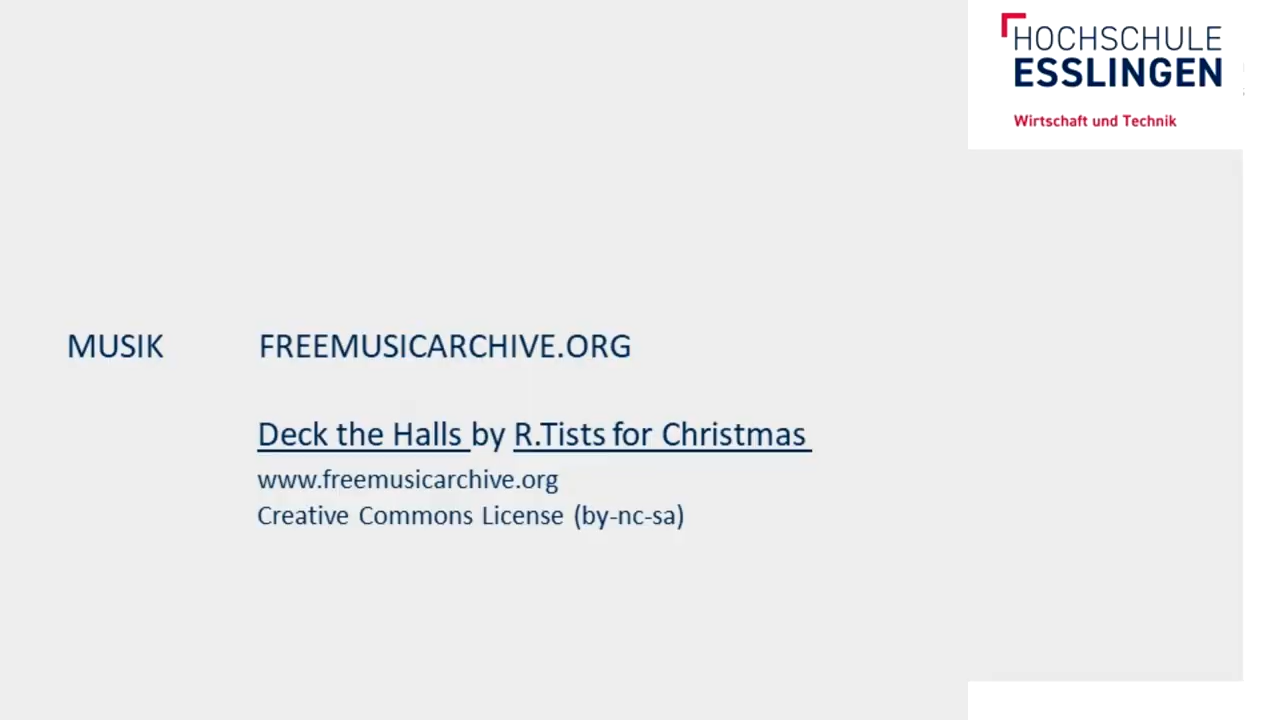 HOCHSCHULE
ESSLINGEN
Wirtschaft und Technik
MUSIK FREEMUSICARCHIVE.ORG
Deck the Halls by R.Tists for Christmas
www.freemusicarchive.org
Creative Commons License (by-nc-sa)